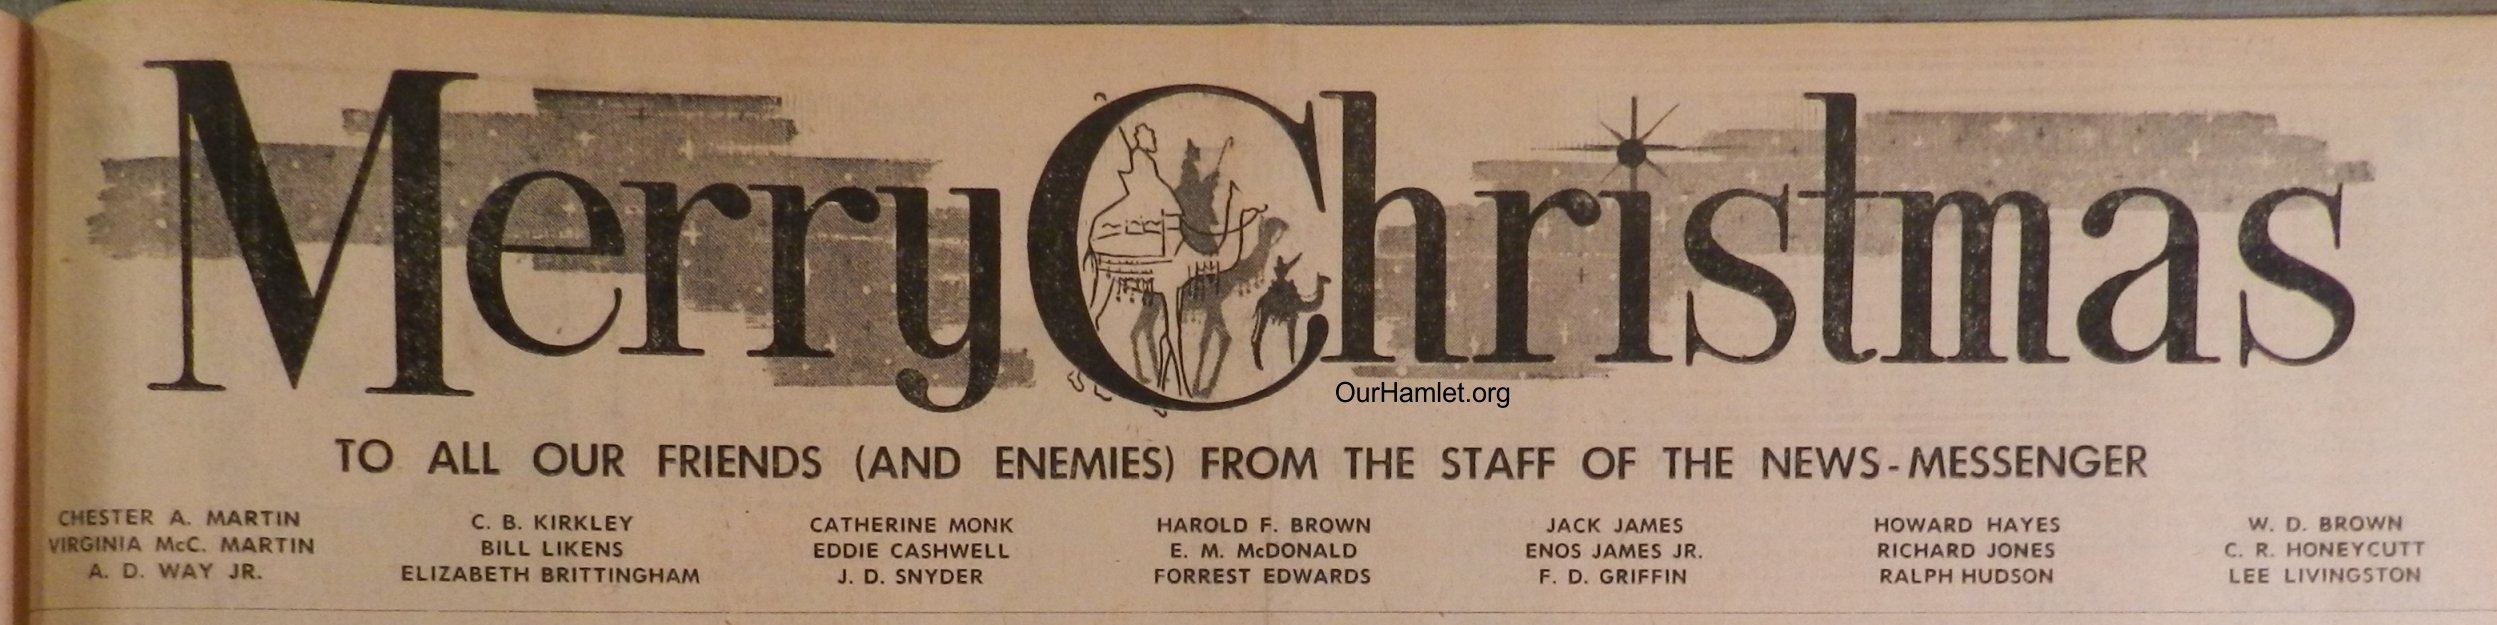 Merry Christmas
OurHamlet.org
TO ALL OUR FRIENDS (AND ENEMIES) FROM THE STAFF OF THE NEWS-MESSENGER
CHESTER A. MARTIN
VIRGINIA McC. MARTIN
A. D. WAY JR.
C. B. KIRKLEY
BILL LIKENS
ELIZABETH BRITTINGHAM
CATHERINE MONK
EDDIE CASHWELL
J. D. SNYDER
HAROLD F. BROWN
E. M. McDONALD
FORREST EDWARDS
JACK JAMES
ENOS JAMES JR.
F. D. GRIFFIN
HOWARD HAYES
RICHARD JONES
RALPH HUDSON
W. D. BROWN
C. R. HONEYCUTT
LEE LIVINGSTON